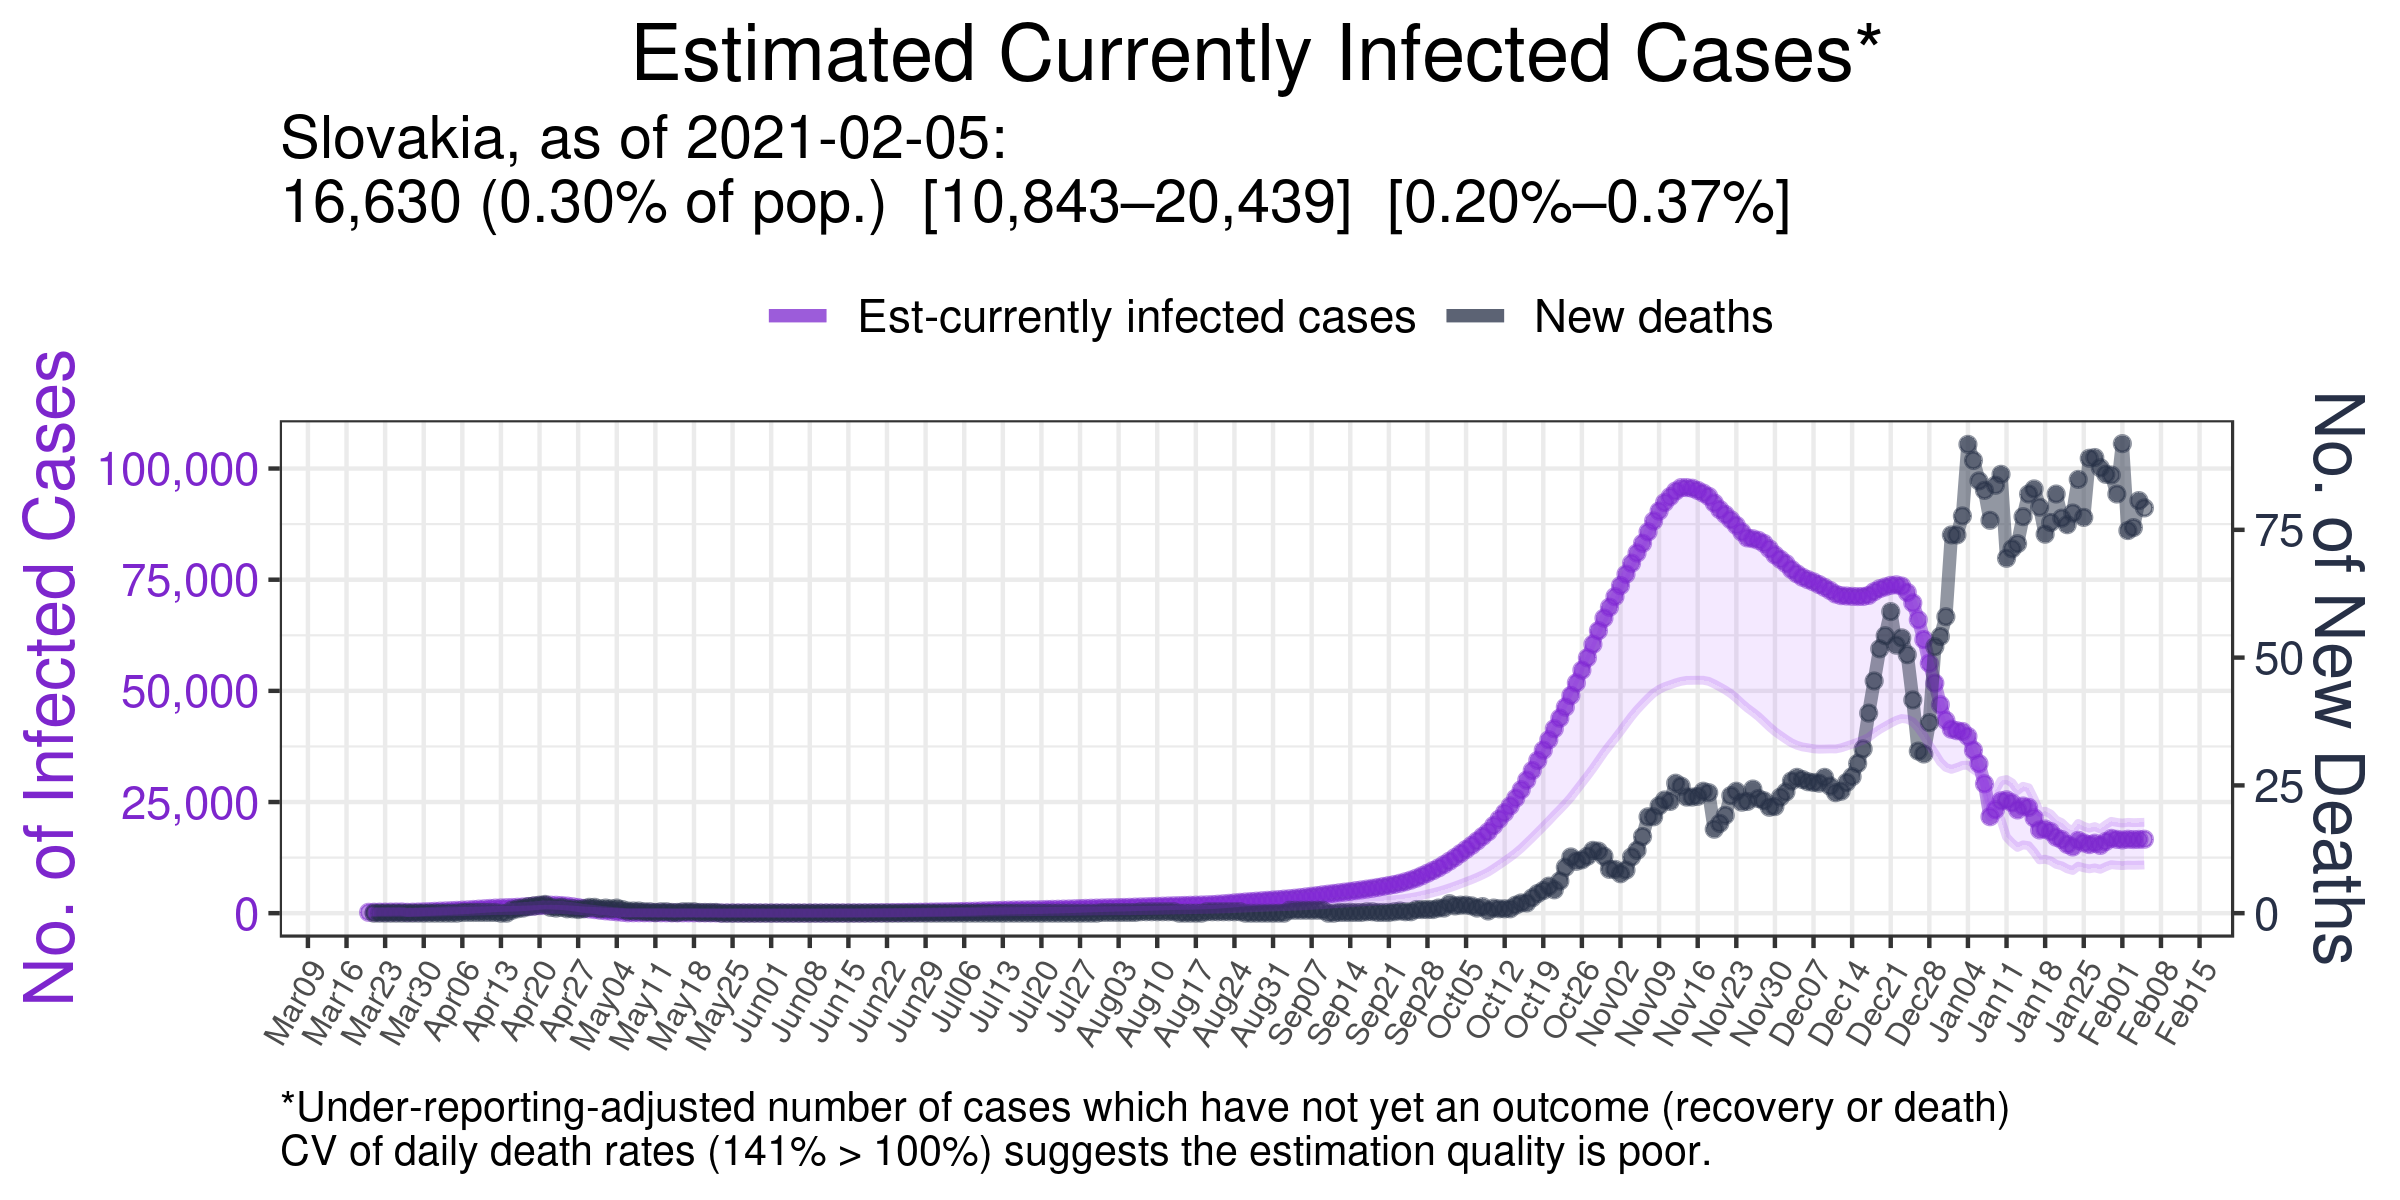 Estimated Currently Infected Cases*
Slovakia, as of 2021-02-05:
16,630 (0.30% of pop.) [10,843–20,439] [0.20%–0.37%]
Est-currently infected cases
New deaths
No. of Infected Cases
100,000
75,000
50,000
25,000
0
75
50
25
0
No. of New Deaths
Mar09
Mar16
Mar23
Mar30
Apr06
Apr13
Apr20
Apr27
May04
May11
May18
May25
Jun01
Jun08
Jun15
Jun22
Jun29
Jul06
Jul13
Jul20
Jul27
Aug03
Aug10
Aug17
Aug24
Aug31
Sep07
Sep14
Sep21
Sep28
Oct05
Oct12
Oct19
Oct26
Nov02
Nov09
Nov16
Nov23
Nov30
Dec07
Dec14
Dec21
Dec28
Jan04
Jan11
Jan18
Jan25
Feb01
Feb08
Feb15
*Under-reporting-adjusted number of cases which have not yet an outcome (recovery or death)
CV of daily death rates (141% > 100%) suggests the estimation quality is poor.